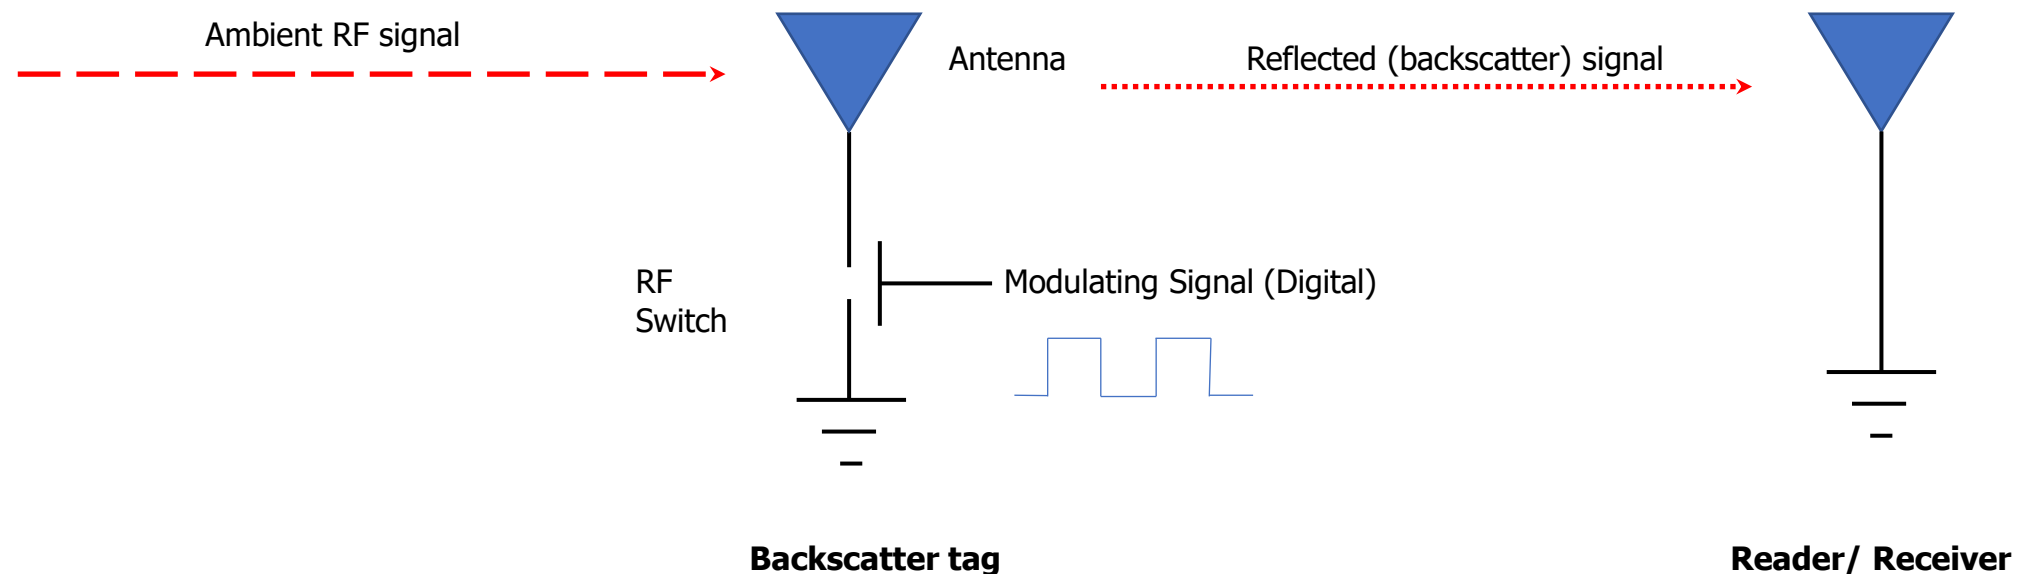 Ambient RF signal
Antenna
Reflected (backscatter) signal
RF
Switch
Modulating Signal (Digital)
Backscatter tag
Reader/ Receiver